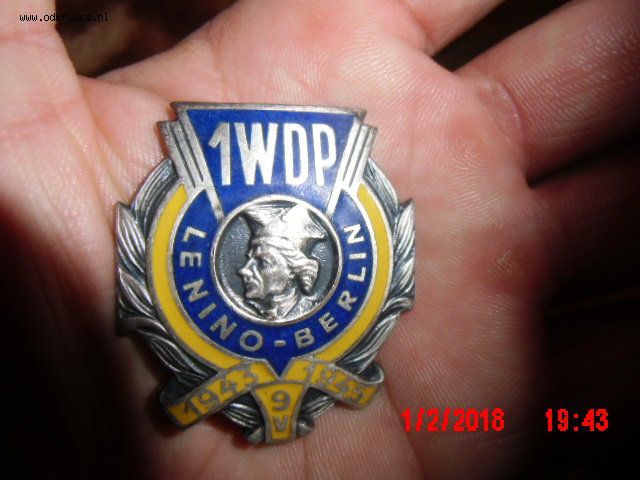 www.odkrywca.pl
1WDP
LENINO-BERLIN
1943 9 1945
V
1/2/2018 19:43